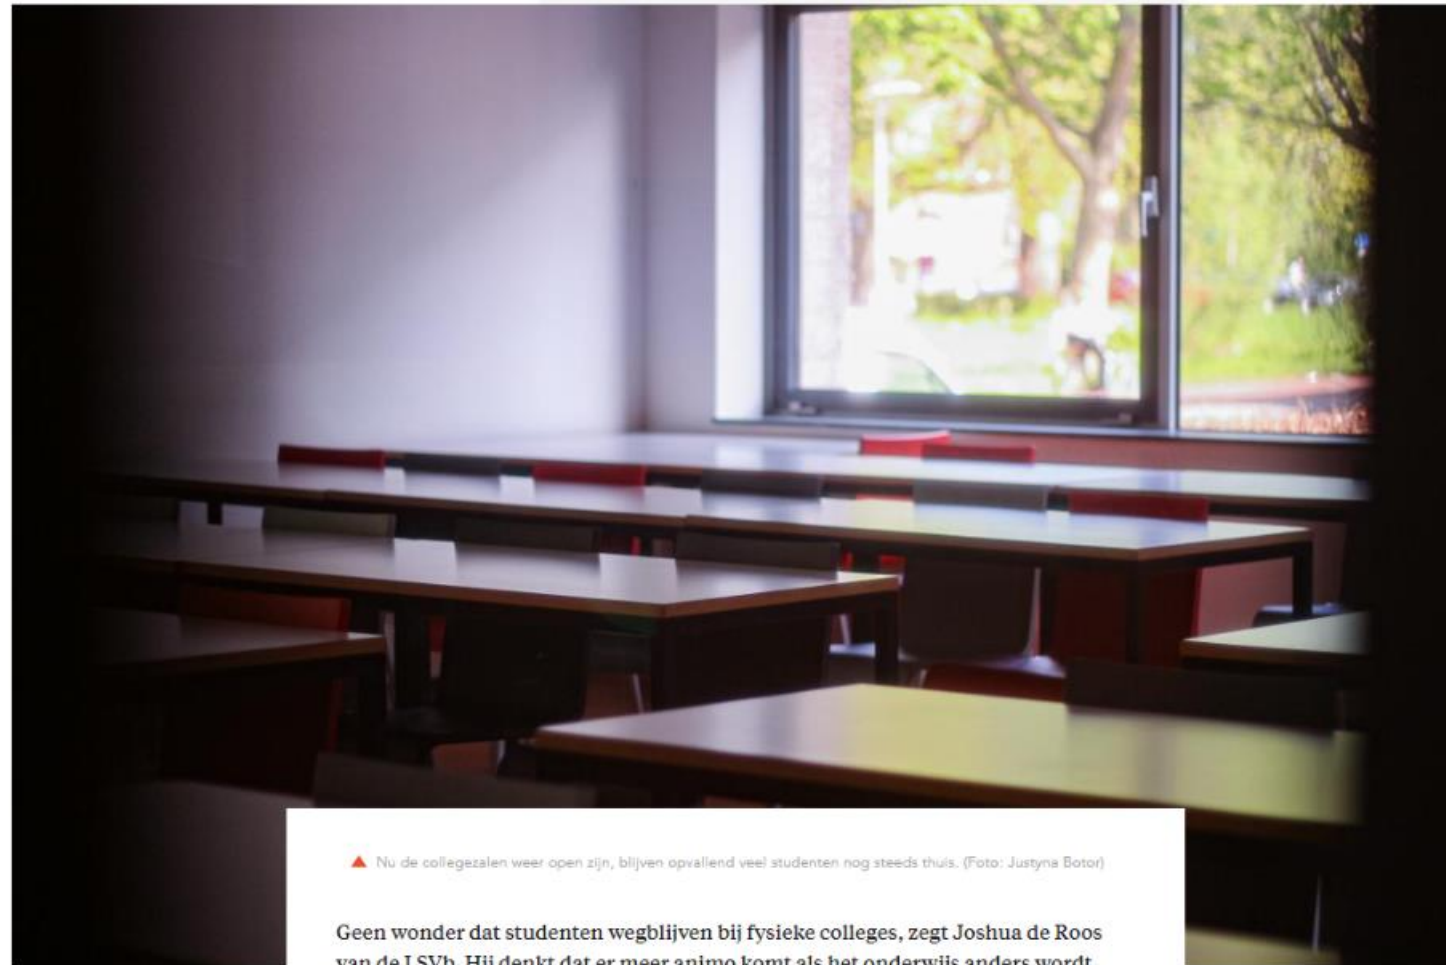 Nu de collegezalen weer open zijn, blijven opvallend veel studenten nog steeds thuis. (Foto: Justyna Botor)
Geen wonder dat studenten wegblijven bij fysieke colleges, zegt Joshua de Roos
van de LSVb. Hij denkt dat er meer animo komt als het onderwijs anders wordt